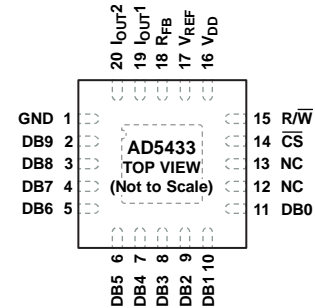 20 IOUT2
19 IOUT1
18 RFB
17 VREF
16 VDD
GND 1
DB9 2
DB8 3
DB7 4
DB6 5
AD5433
TOP VIEW
(Not to Scale)
15 R/W̅
14 C̅S̅
13 NC
12 NC
11 DB0
DB5 6
DB4 7
DB3 8
DB2 9
DB1 10